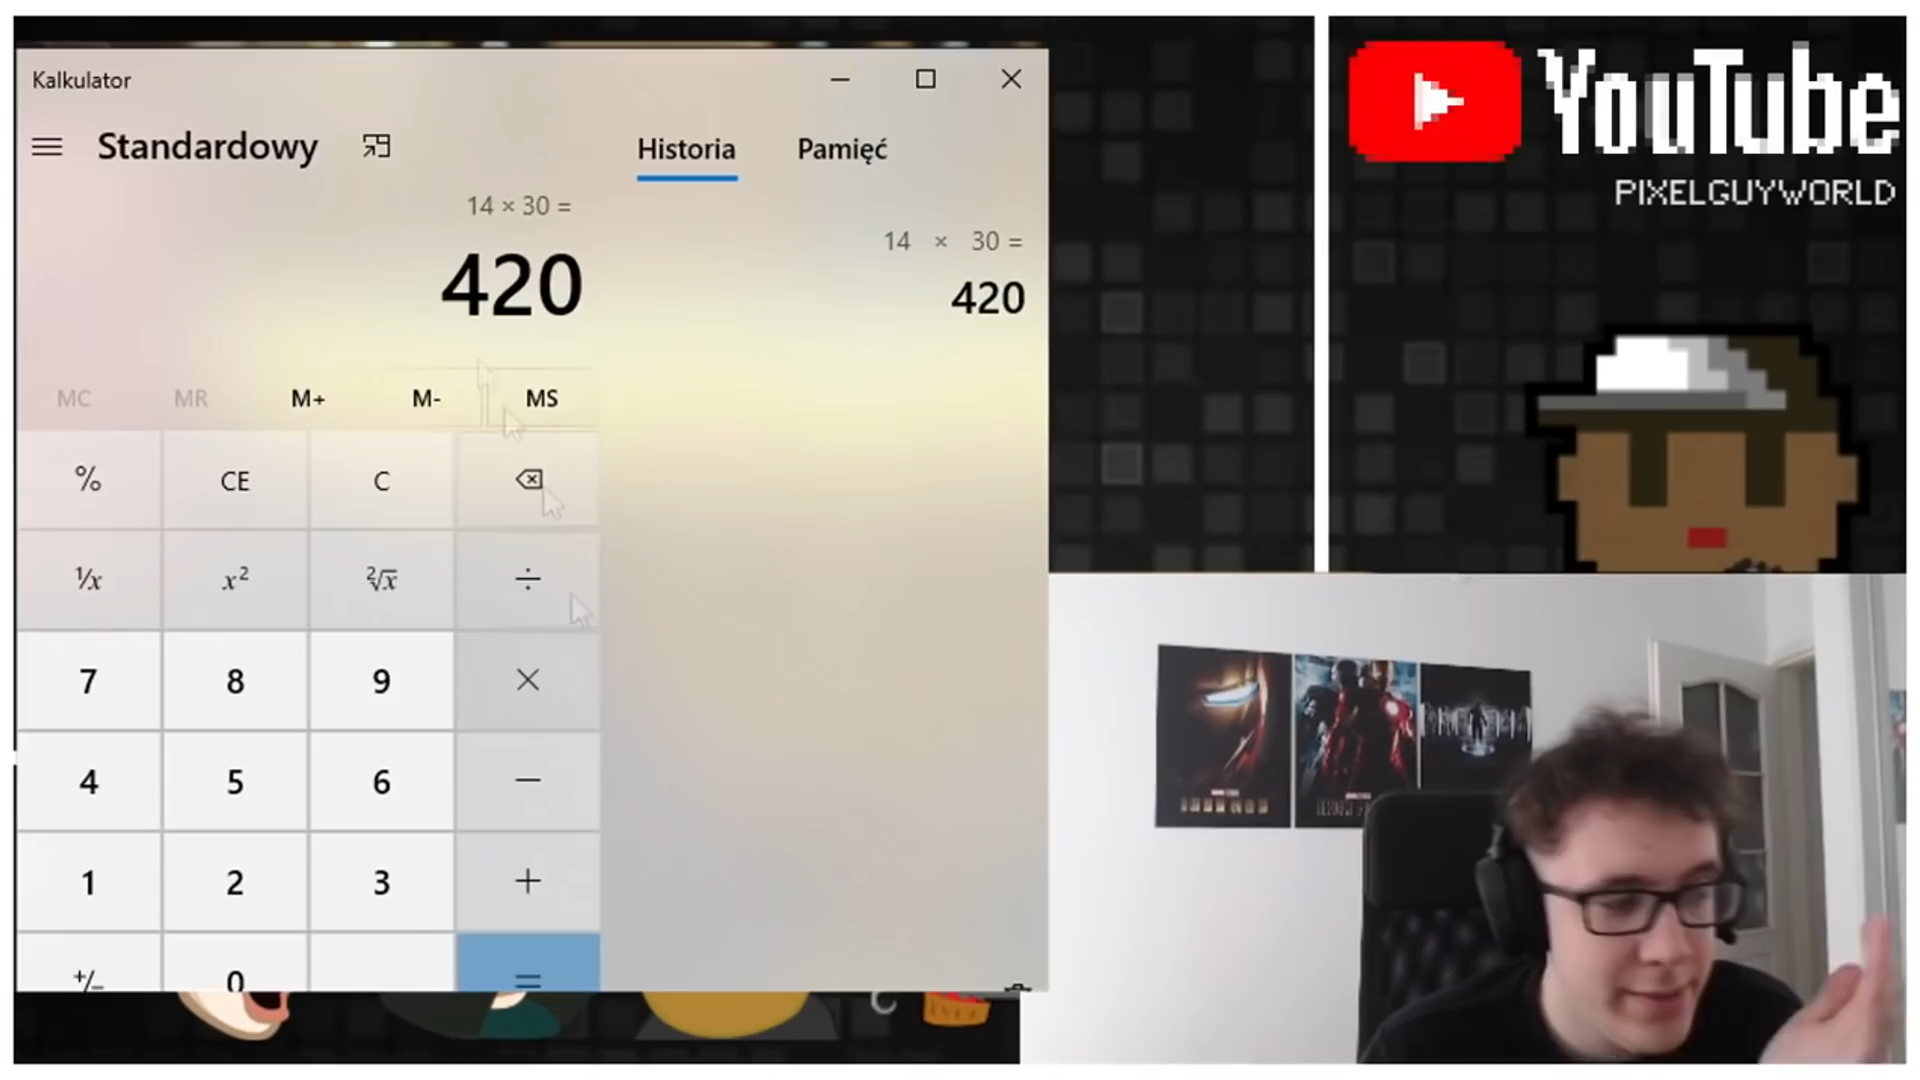 Kalkulator
Standardowy
Historia
Pamięć
14 × 30 =
420
14 × 30 =
420
MC MR M+ M- MS
% CE C
¹/x x² ²√x ÷
7 8 9 ×
4 5 6 −
1 2 3 +
+/− 0 =
YouTube
PIXELGUYWORLD